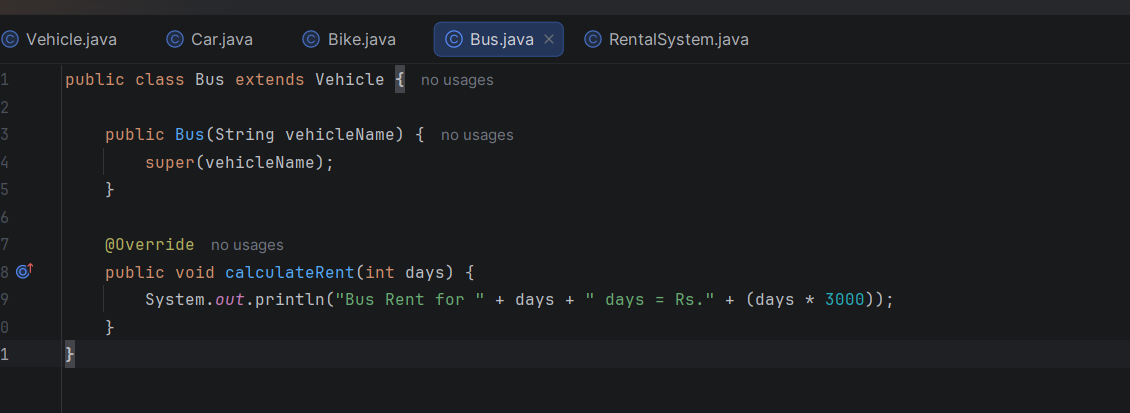 Vehicle.java Car.java Bike.java Bus.java RentalSystem.java
1 public class Bus extends Vehicle { no usages
2
3     public Bus(String vehicleName) { no usages
4         super(vehicleName);
5     }
6
7     @Override no usages
8     public void calculateRent(int days) {
9         System.out.println("Bus Rent for " + days + " days = Rs." + (days * 3000));
0     }
1 }